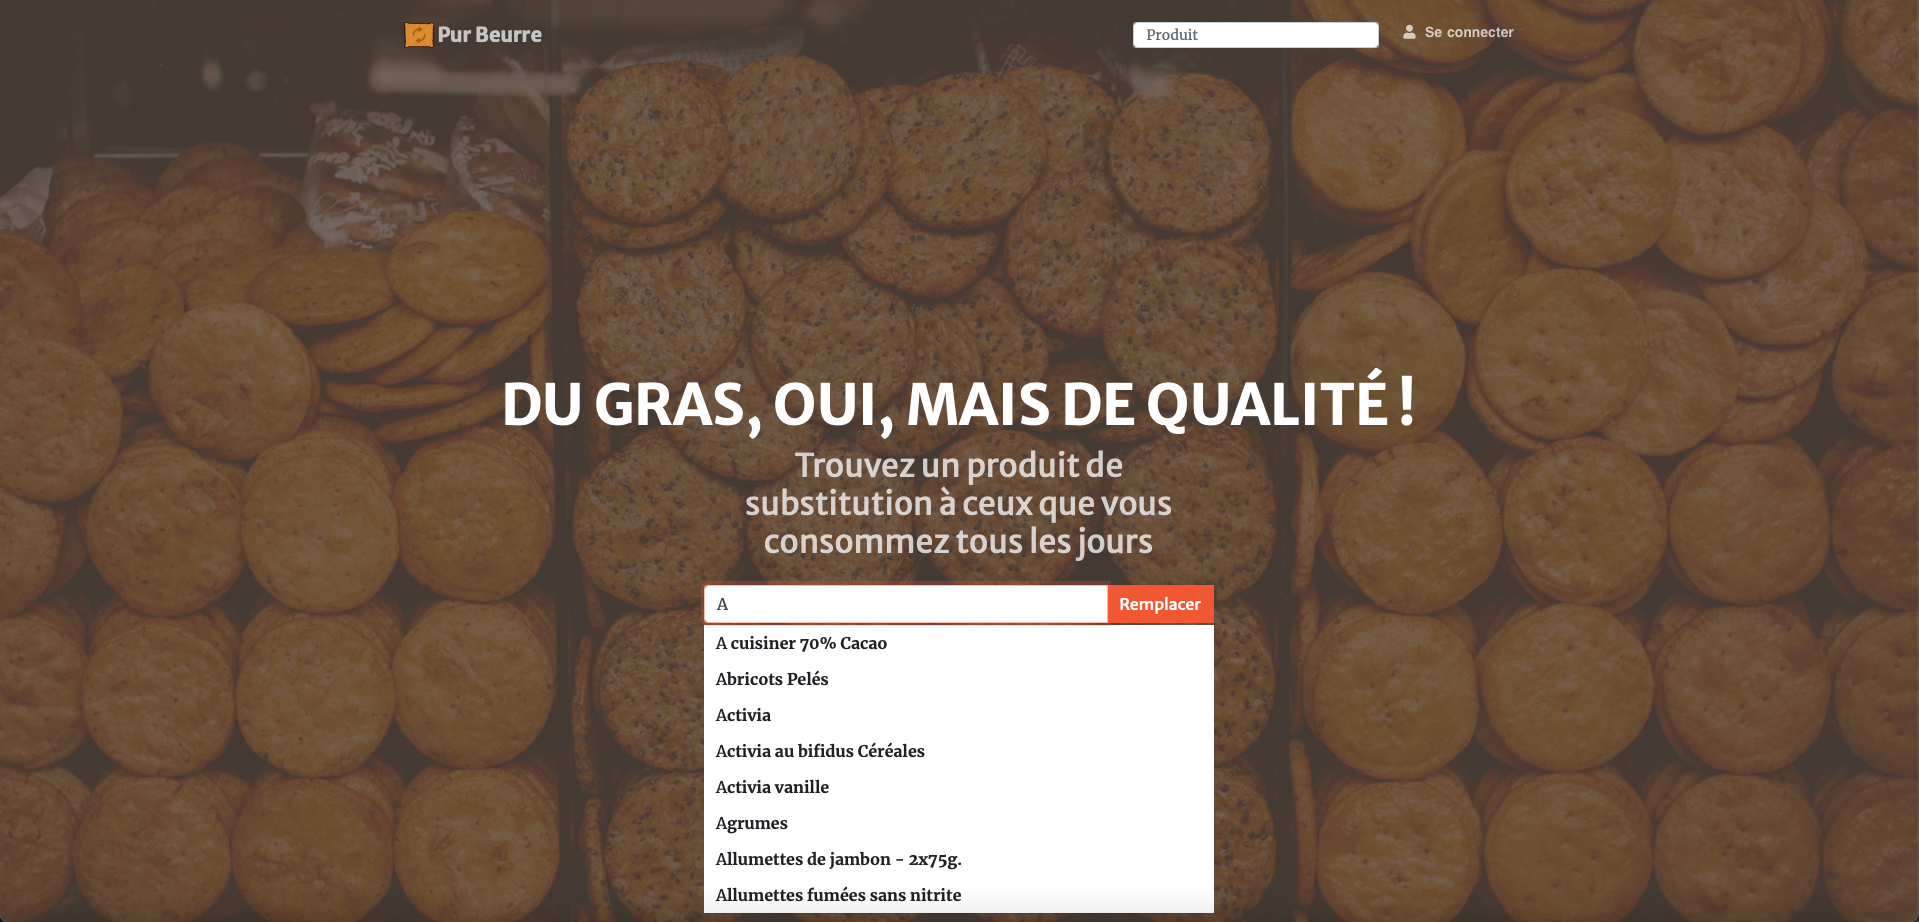 Pur Beurre
Produit
Se connecter
DU GRAS, OUI, MAIS DE QUALITÉ !
Trouvez un produit de
substitution à ceux que vous
consommez tous les jours
A
Remplacer
A cuisiner 70% Cacao
Abricots Pelés
Activia
Activia au bifidus Céréales
Activia vanille
Agrumes
Allumettes de jambon - 2x75g.
Allumettes fumées sans nitrite